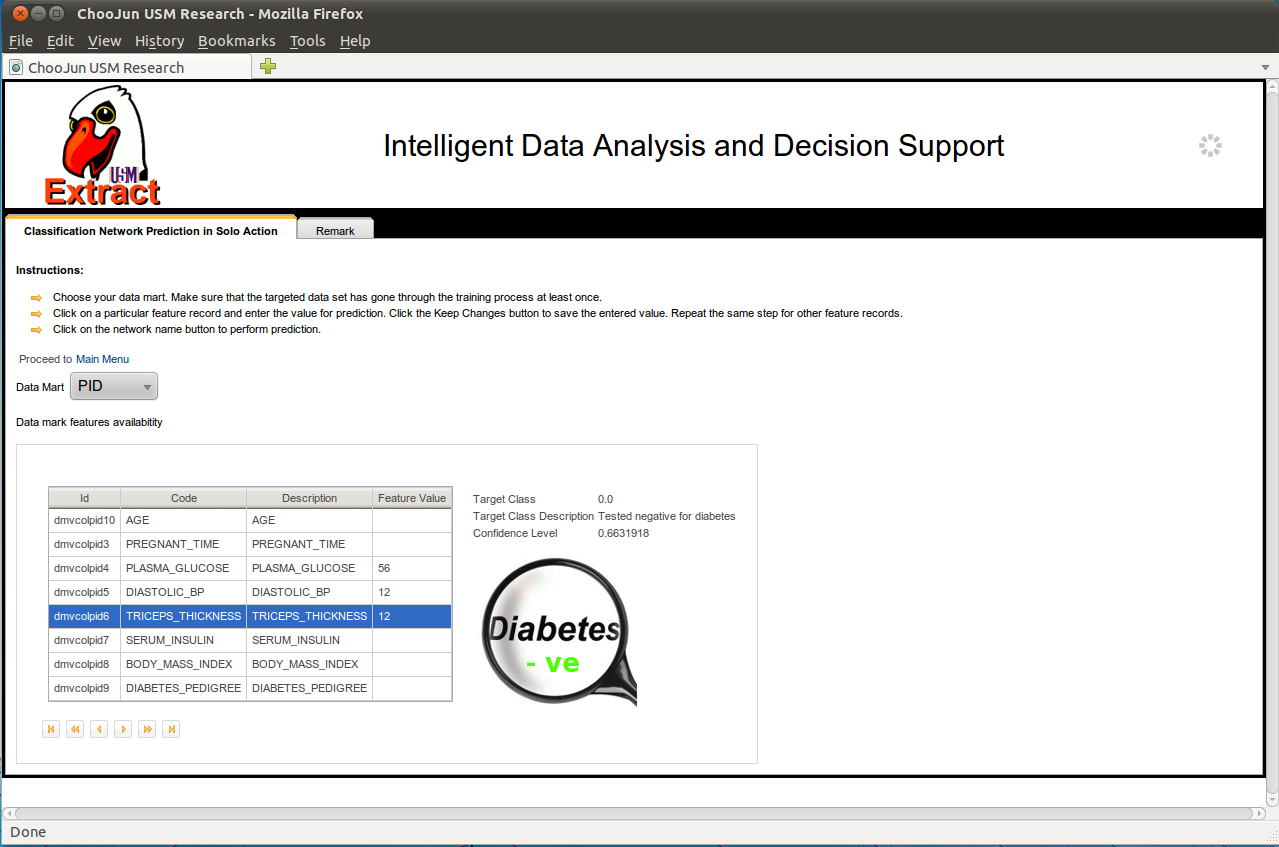 ChooJun USM Research - Mozilla Firefox
File Edit View History Bookmarks Tools Help
ChooJun USM Research
USM
Extract
Intelligent Data Analysis and Decision Support
Classification Network Prediction in Solo Action Remark
Instructions:
Choose your data mart. Make sure that the targeted data set has gone through the training process at least once.
Click on a particular feature record and enter the value for prediction. Click the Keep Changes button to save the entered value. Repeat the same step for other feature records.
Click on the network name button to perform prediction.
Proceed to Main Menu
Data Mart PID
Data mark features availabitity
Id Code Description Feature Value
dmvcolpid10 AGE AGE
dmvcolpid3 PREGNANT_TIME PREGNANT_TIME
dmvcolpid4 PLASMA_GLUCOSE PLASMA_GLUCOSE 56
dmvcolpid5 DIASTOLIC_BP DIASTOLIC_BP 12
dmvcolpid6 TRICEPS_THICKNESS TRICEPS_THICKNESS 12
dmvcolpid7 SERUM_INSULIN SERUM_INSULIN
dmvcolpid8 BODY_MASS_INDEX BODY_MASS_INDEX
dmvcolpid9 DIABETES_PEDIGREE DIABETES_PEDIGREE
Target Class 0.0
Target Class Description Tested negative for diabetes
Confidence Level 0.6631918
Diabetes
- ve
Done